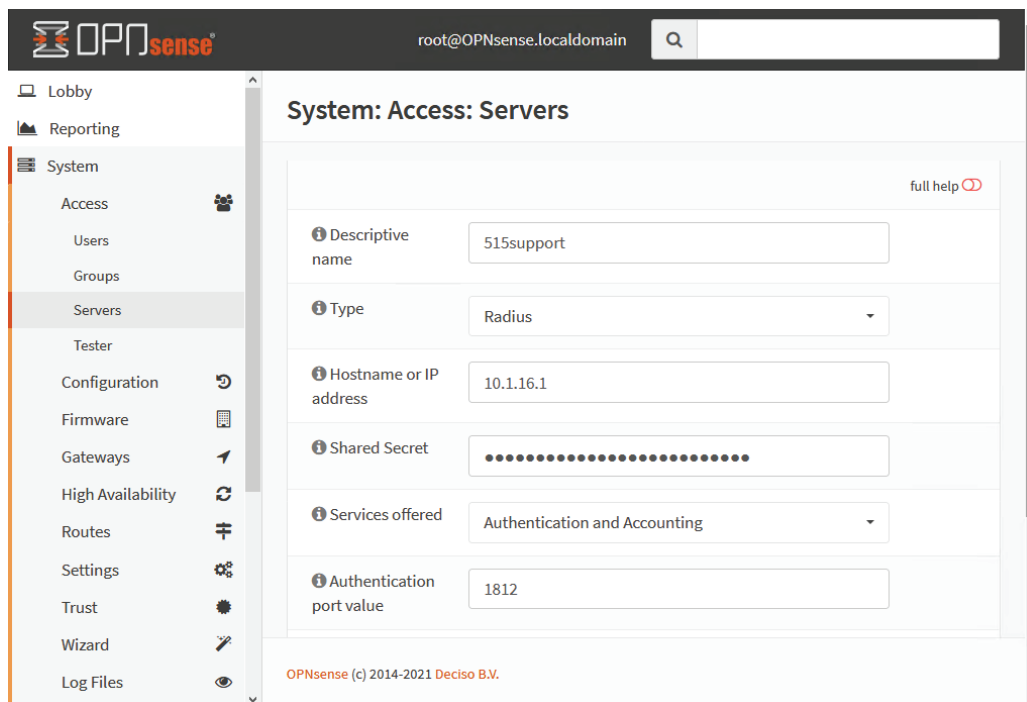 OPNsense®
root@OPNsense.localdomain
Lobby
Reporting
System
Access
Users
Groups
Servers
Tester
Configuration
Firmware
Gateways
High Availability
Routes
Settings
Trust
Wizard
Log Files
System: Access: Servers
full help
Descriptive
name
515support
Type
Radius
Hostname or IP
address
10.1.16.1
Shared Secret
●●●●●●●●●●●●●●●●●●●●●●●●●●
Services offered
Authentication and Accounting
Authentication
port value
1812
OPNsense (c) 2014-2021 Deciso B.V.